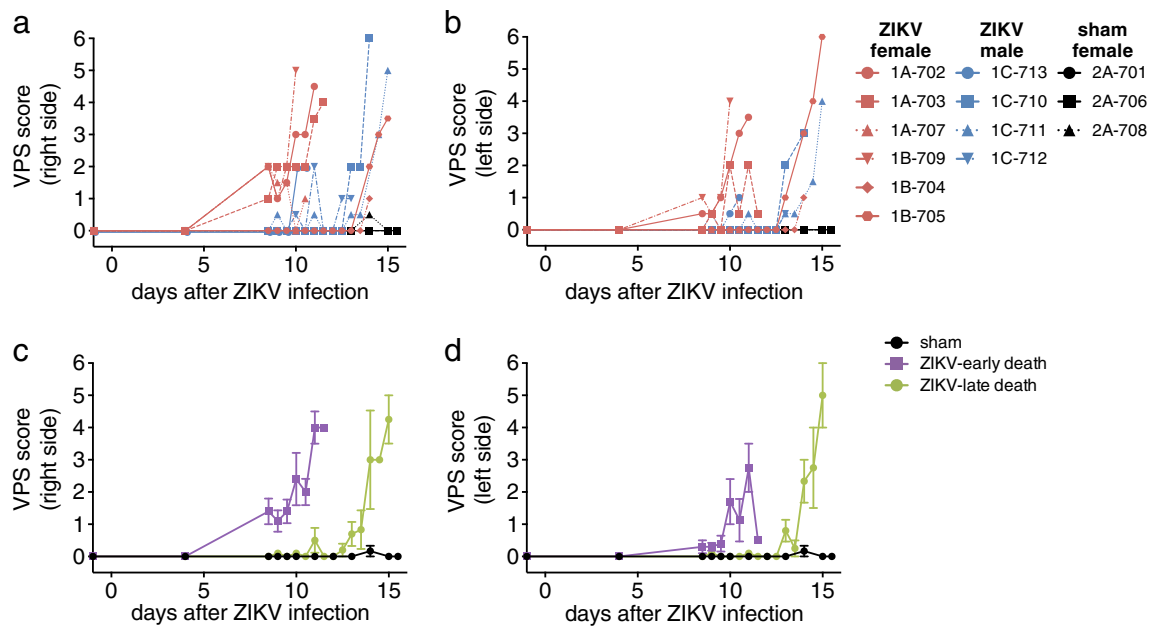 a
6
5
4
3
2
1
0
VPS score
(right side)
0
5
10
15
days after ZIKV infection
b
6
5
4
3
2
1
0
VPS score
(left side)
0
5
10
15
days after ZIKV infection
ZIKV
female
1A-702
1A-703
1A-707
1B-709
1B-704
1B-705
ZIKV
male
1C-713
1C-710
1C-711
1C-712
sham
female
2A-701
2A-706
2A-708
c
6
5
4
3
2
1
0
VPS score
(right side)
0
5
10
15
days after ZIKV infection
d
6
5
4
3
2
1
0
VPS score
(left side)
0
5
10
15
days after ZIKV infection
sham
ZIKV-early death
ZIKV-late death